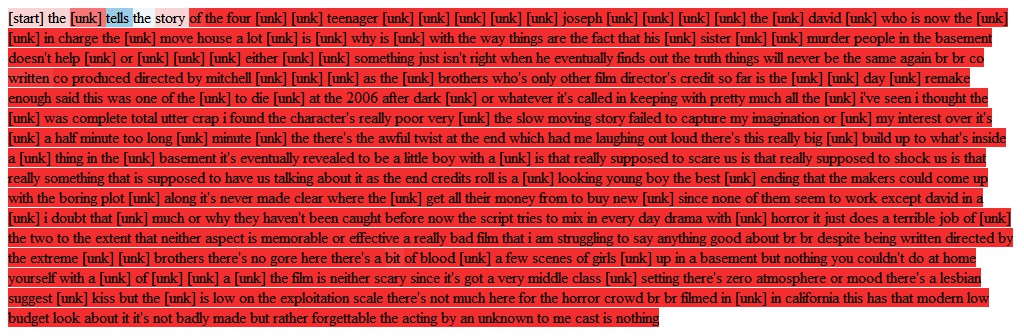 [start] the [unk] tells the story of the four [unk] [unk] teenager [unk] [unk] [unk] [unk] [unk] joseph [unk] [unk] [unk] [unk] the [unk] david [unk] who is now the [unk]
[unk] in charge the [unk] move house a lot [unk] is [unk] why is [unk] with the way things are the fact that his [unk] sister [unk] [unk] murder people in the basement
doesn't help [unk] or [unk] [unk] [unk] either [unk] [unk] something just isn't right when he eventually finds out the truth things will never be the same again br br co
written co produced directed by mitchell [unk] [unk] [unk] as the [unk] brothers who's only other film director's credit so far is the [unk] [unk] day [unk] remake
enough said this was one of the [unk] to die [unk] at the 2006 after dark [unk] or whatever it's called in keeping with pretty much all the [unk] i've seen i thought the
[unk] was complete total utter crap i found the character's really poor very [unk] the slow moving story failed to capture my imagination or [unk] my interest over it's
[unk] a half minute too long [unk] minute [unk] the there's the awful twist at the end which had me laughing out loud there's this really big [unk] build up to what's inside
a [unk] thing in the [unk] basement it's eventually revealed to be a little boy with a [unk] is that really supposed to scare us is that really supposed to shock us is that
really something that is supposed to have us talking about it as the end credits roll is a [unk] looking young boy the best [unk] ending that the makers could come up
with the boring plot [unk] along it's never made clear where the [unk] get all their money from to buy new [unk] since none of them seem to work except david in a
[unk] i doubt that [unk] much or why they haven't been caught before now the script tries to mix in every day drama with [unk] horror it just does a terrible job of [unk]
the two to the extent that neither aspect is memorable or effective a really bad film that i am struggling to say anything good about br br despite being written directed by
the extreme [unk] [unk] brothers there's no gore here there's a bit of blood [unk] a few scenes of girls [unk] up in a basement but nothing you couldn't do at home
yourself with a [unk] of [unk] [unk] a [unk] the film is neither scary since it's got a very middle class [unk] setting there's zero atmosphere or mood there's a lesbian
suggest [unk] kiss but the [unk] is low on the exploitation scale there's not much here for the horror crowd br br filmed in [unk] in california this has that modern low
budget look about it it's not badly made but rather forgettable the acting by an unknown to me cast is nothing